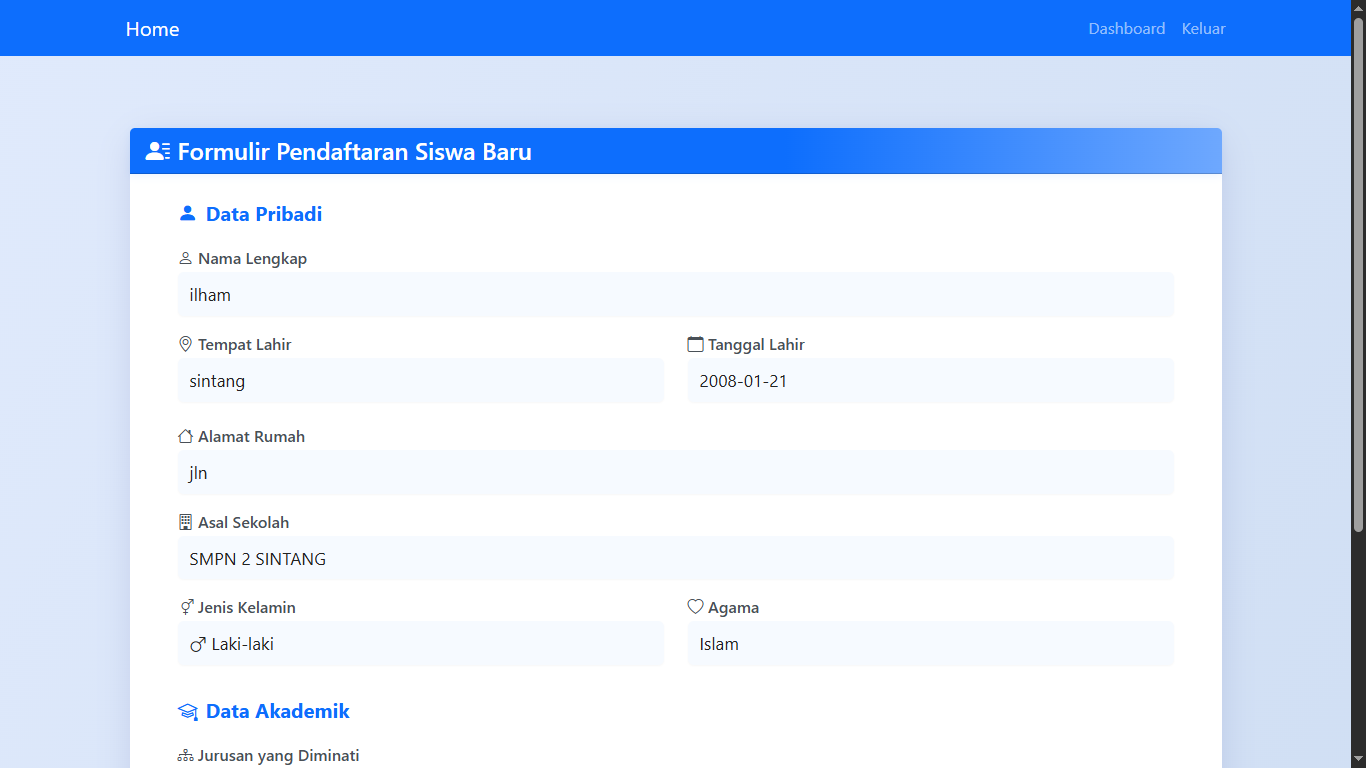 Home Dashboard Keluar
Formulir Pendaftaran Siswa Baru
Data Pribadi
Nama Lengkap
ilham
Tempat Lahir Tanggal Lahir
sintang 2008-01-21
Alamat Rumah
jln
Asal Sekolah
SMPN 2 SINTANG
Jenis Kelamin Agama
Laki-laki Islam
Data Akademik
Jurusan yang Diminati